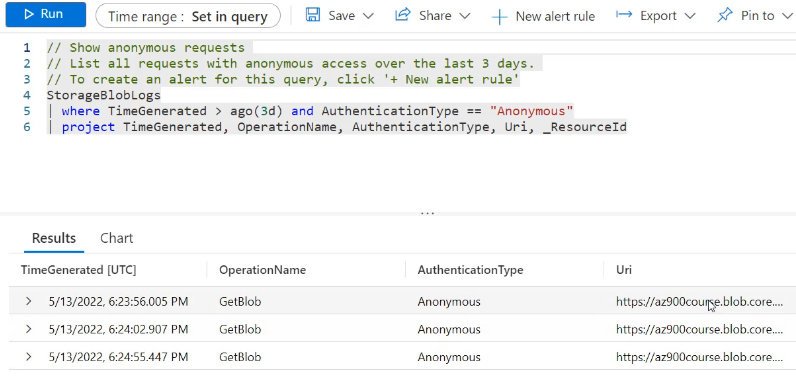 Run Time range : Set in query Save Share New alert rule Export Pin to
1 // Show anonymous requests
2 // List all requests with anonymous access over the last 3 days.
3 // To create an alert for this query, click '+ New alert rule'
4 StorageBlobLogs
5 | where TimeGenerated > ago(3d) and AuthenticationType == "Anonymous"
6 | project TimeGenerated, OperationName, AuthenticationType, Uri, _ResourceId
...
Results Chart
TimeGenerated [UTC] OperationName AuthenticationType Uri
5/13/2022, 6:23:56.005 PM GetBlob Anonymous https://az900course.blob.core....
5/13/2022, 6:24:02.907 PM GetBlob Anonymous https://az900course.blob.core....
5/13/2022, 6:24:55.447 PM GetBlob Anonymous https://az900course.blob.core....